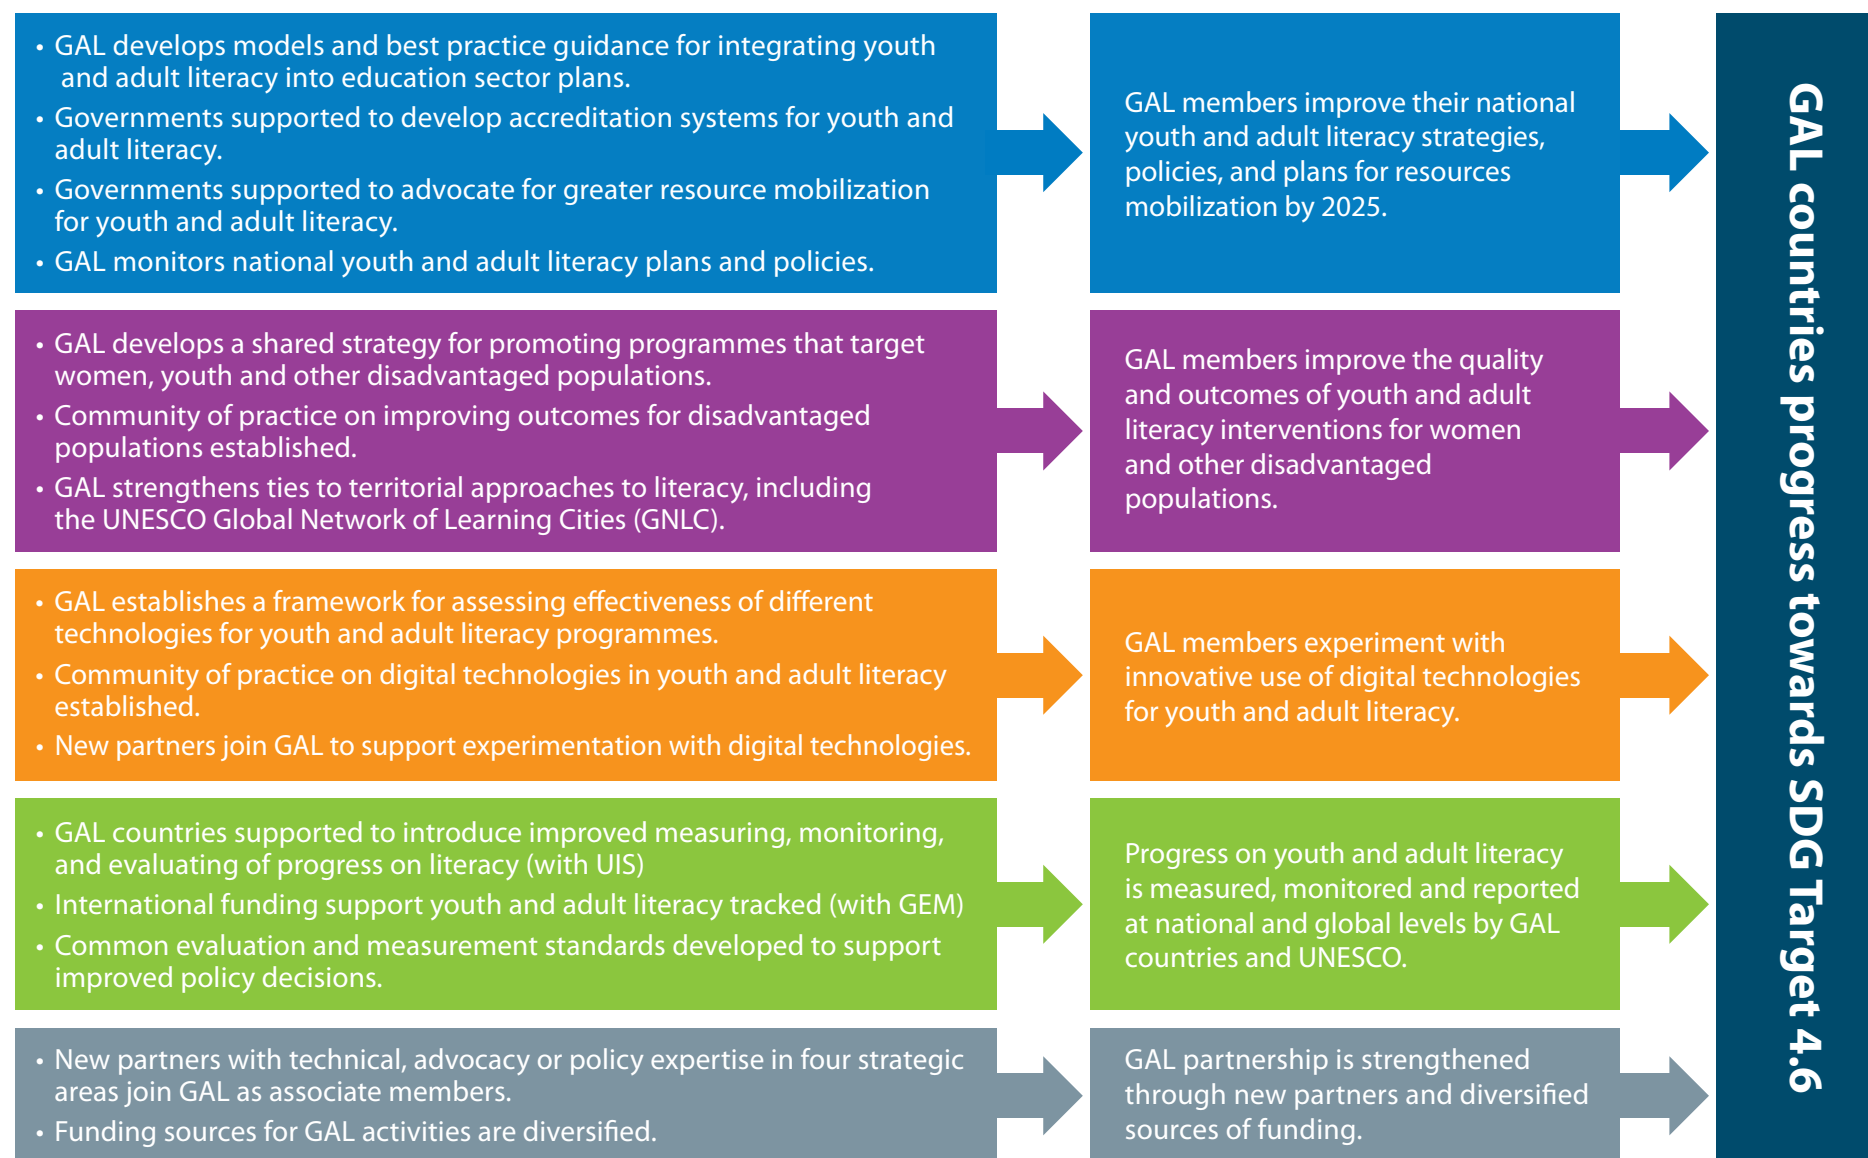 • GAL develops models and best practice guidance for integrating youth
and adult literacy into education sector plans.
• Governments supported to develop accreditation systems for youth and
adult literacy.
• Governments supported to advocate for greater resource mobilization
for youth and adult literacy.
• GAL monitors national youth and adult literacy plans and policies.
GAL members improve their national
youth and adult literacy strategies,
policies, and plans for resources
mobilization by 2025.
• GAL develops a shared strategy for promoting programmes that target
women, youth and other disadvantaged populations.
• Community of practice on improving outcomes for disadvantaged
populations established.
• GAL strengthens ties to territorial approaches to literacy, including
the UNESCO Global Network of Learning Cities (GNLC).
GAL members improve the quality
and outcomes of youth and adult
literacy interventions for women
and other disadvantaged
populations.
• GAL establishes a framework for assessing effectiveness of different
technologies for youth and adult literacy programmes.
• Community of practice on digital technologies in youth and adult literacy
established.
• New partners join GAL to support experimentation with digital technologies.
GAL members experiment with
innovative use of digital technologies
for youth and adult literacy.
• GAL countries supported to introduce improved measuring, monitoring,
and evaluating of progress on literacy (with UIS)
• International funding support youth and adult literacy tracked (with GEM)
• Common evaluation and measurement standards developed to support
improved policy decisions.
Progress on youth and adult literacy
is measured, monitored and reported
at national and global levels by GAL
countries and UNESCO.
• New partners with technical, advocacy or policy expertise in four strategic
areas join GAL as associate members.
• Funding sources for GAL activities are diversified.
GAL partnership is strengthened
through new partners and diversified
sources of funding.
GAL countries progress towards SDG Target 4.6